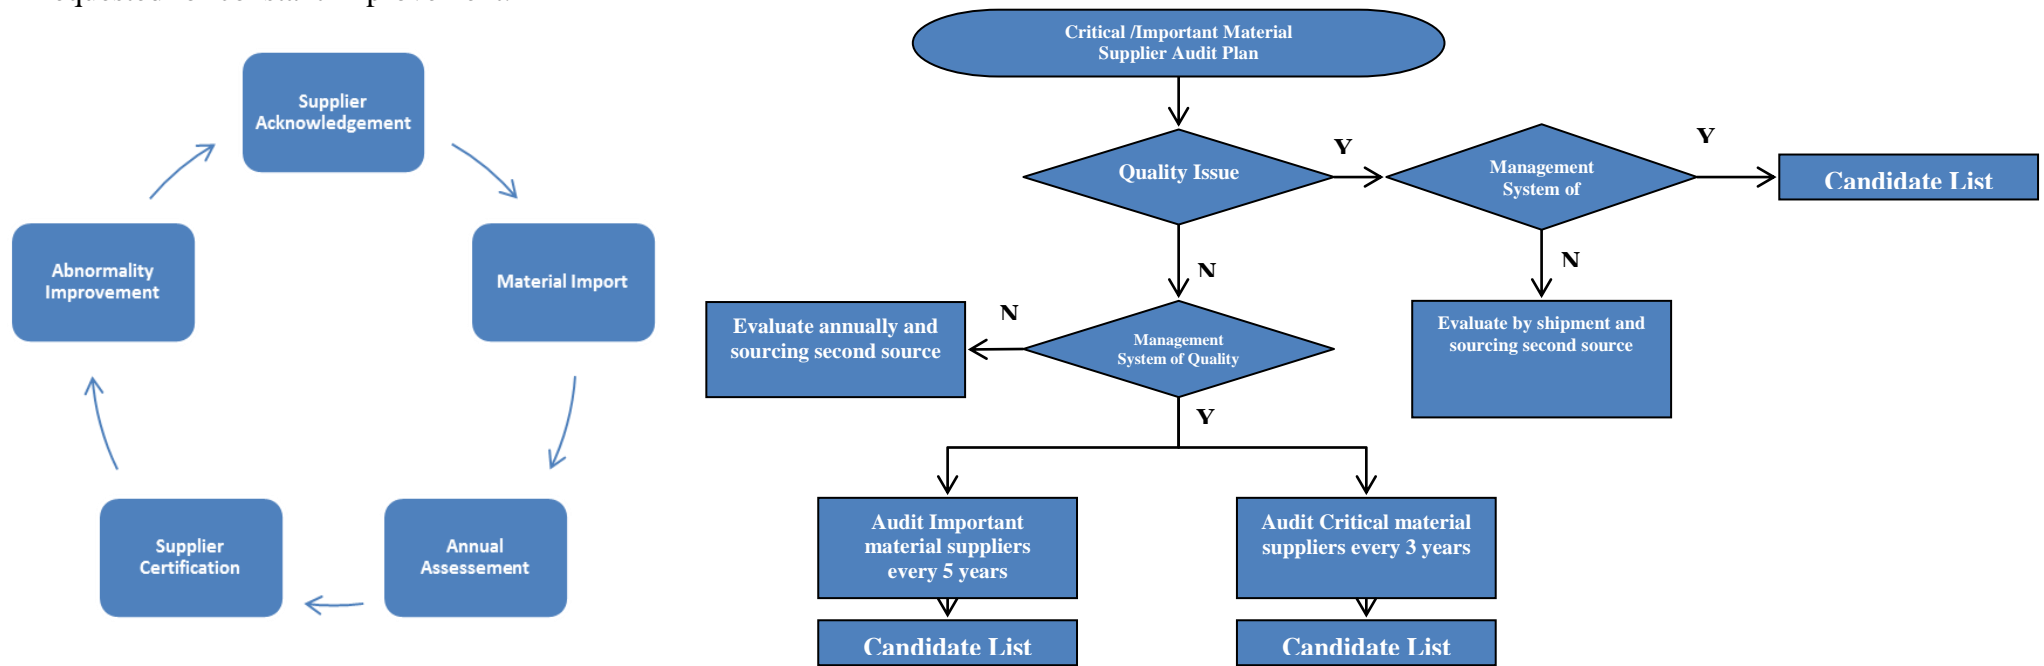 Supplier
Acknowledgement
Material Import
Annual
Assessement
Supplier
Certification
Abnormality
Improvement
Critical /Important Material
Supplier Audit Plan
Quality Issue
Y
Management
System of
Y
Candidate List
N
N
Evaluate by shipment and
sourcing second source
Management
System of Quality
N
Evaluate annually and
sourcing second source
Y
Audit Important
material suppliers
every 5 years
Candidate List
Audit Critical material
suppliers every 3 years
Candidate List